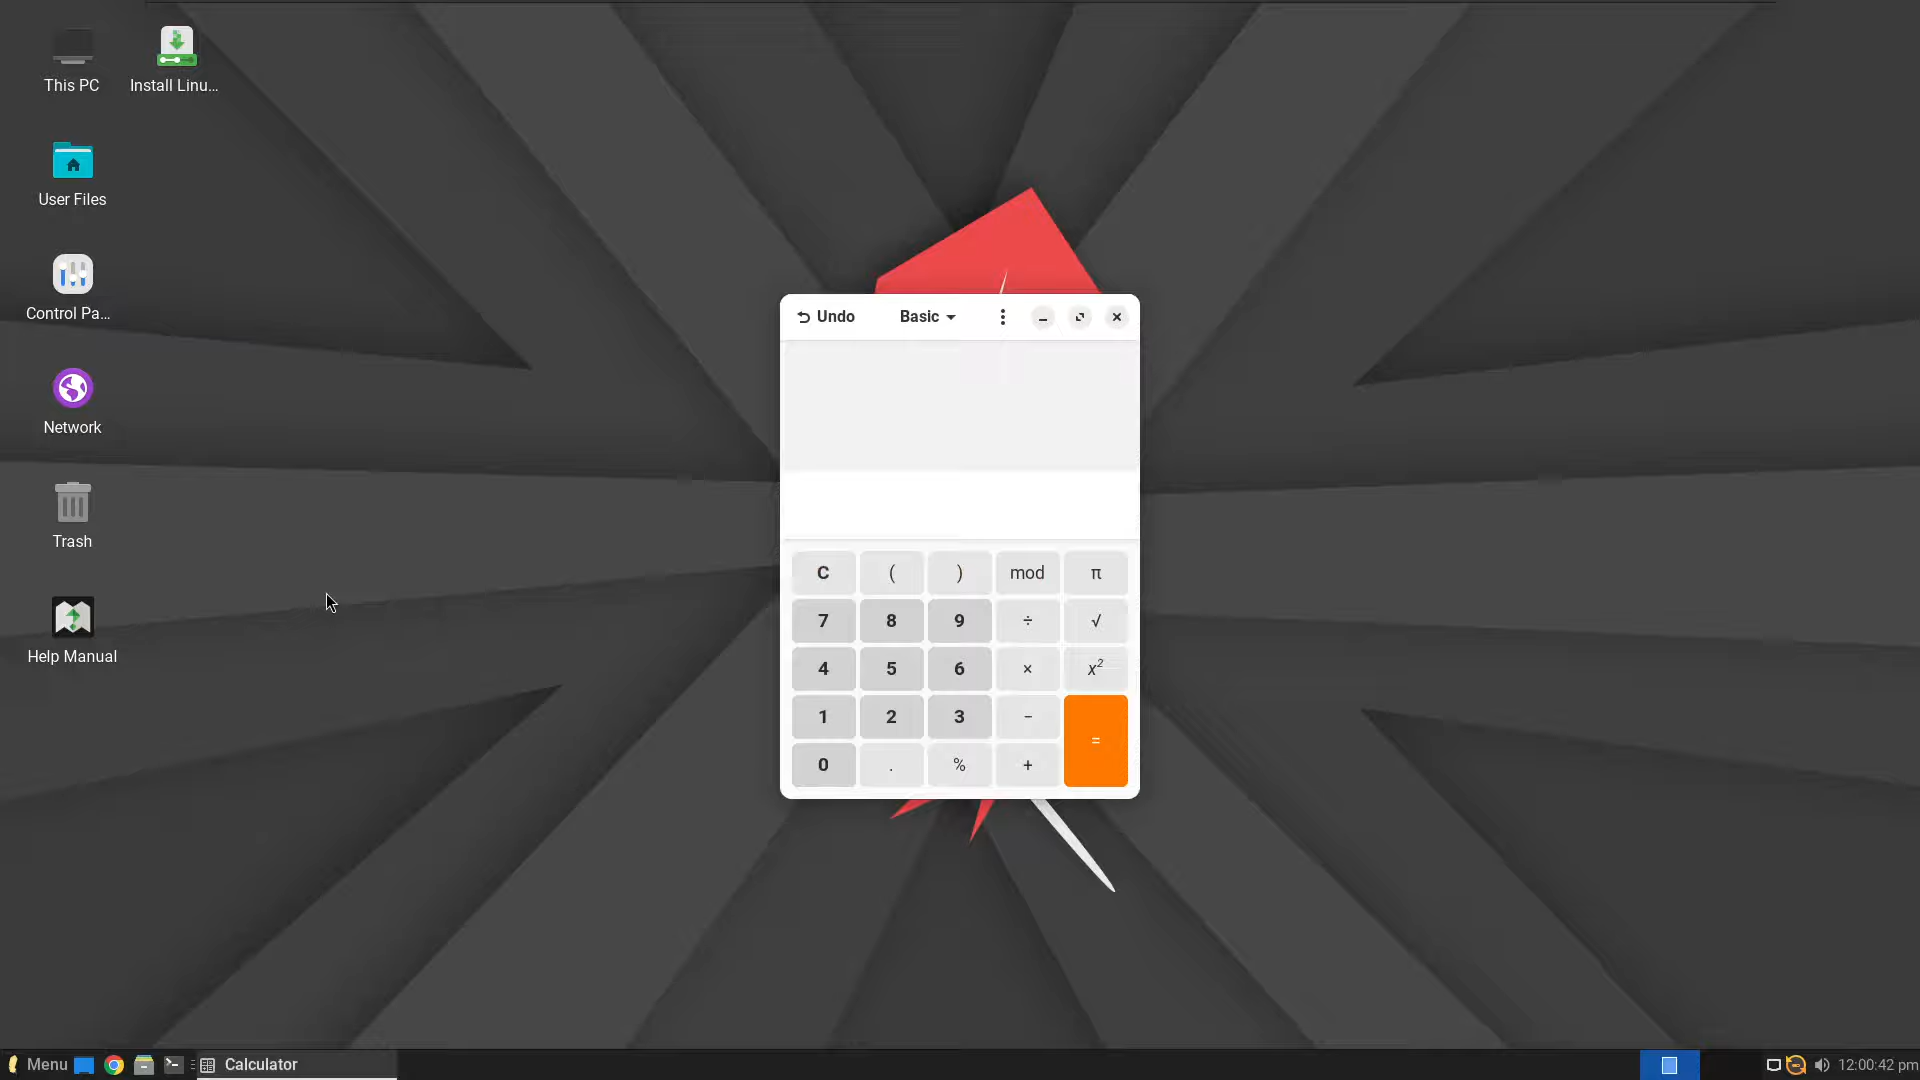 This PC
Install Linu...
User Files
Control Pa...
Network
Trash
Help Manual
Undo
Basic
C ( ) mod π
7 8 9 ÷ √
4 5 6 × x²
1 2 3 −
=
0 . % +
Menu
Calculator
12:00:42 pm